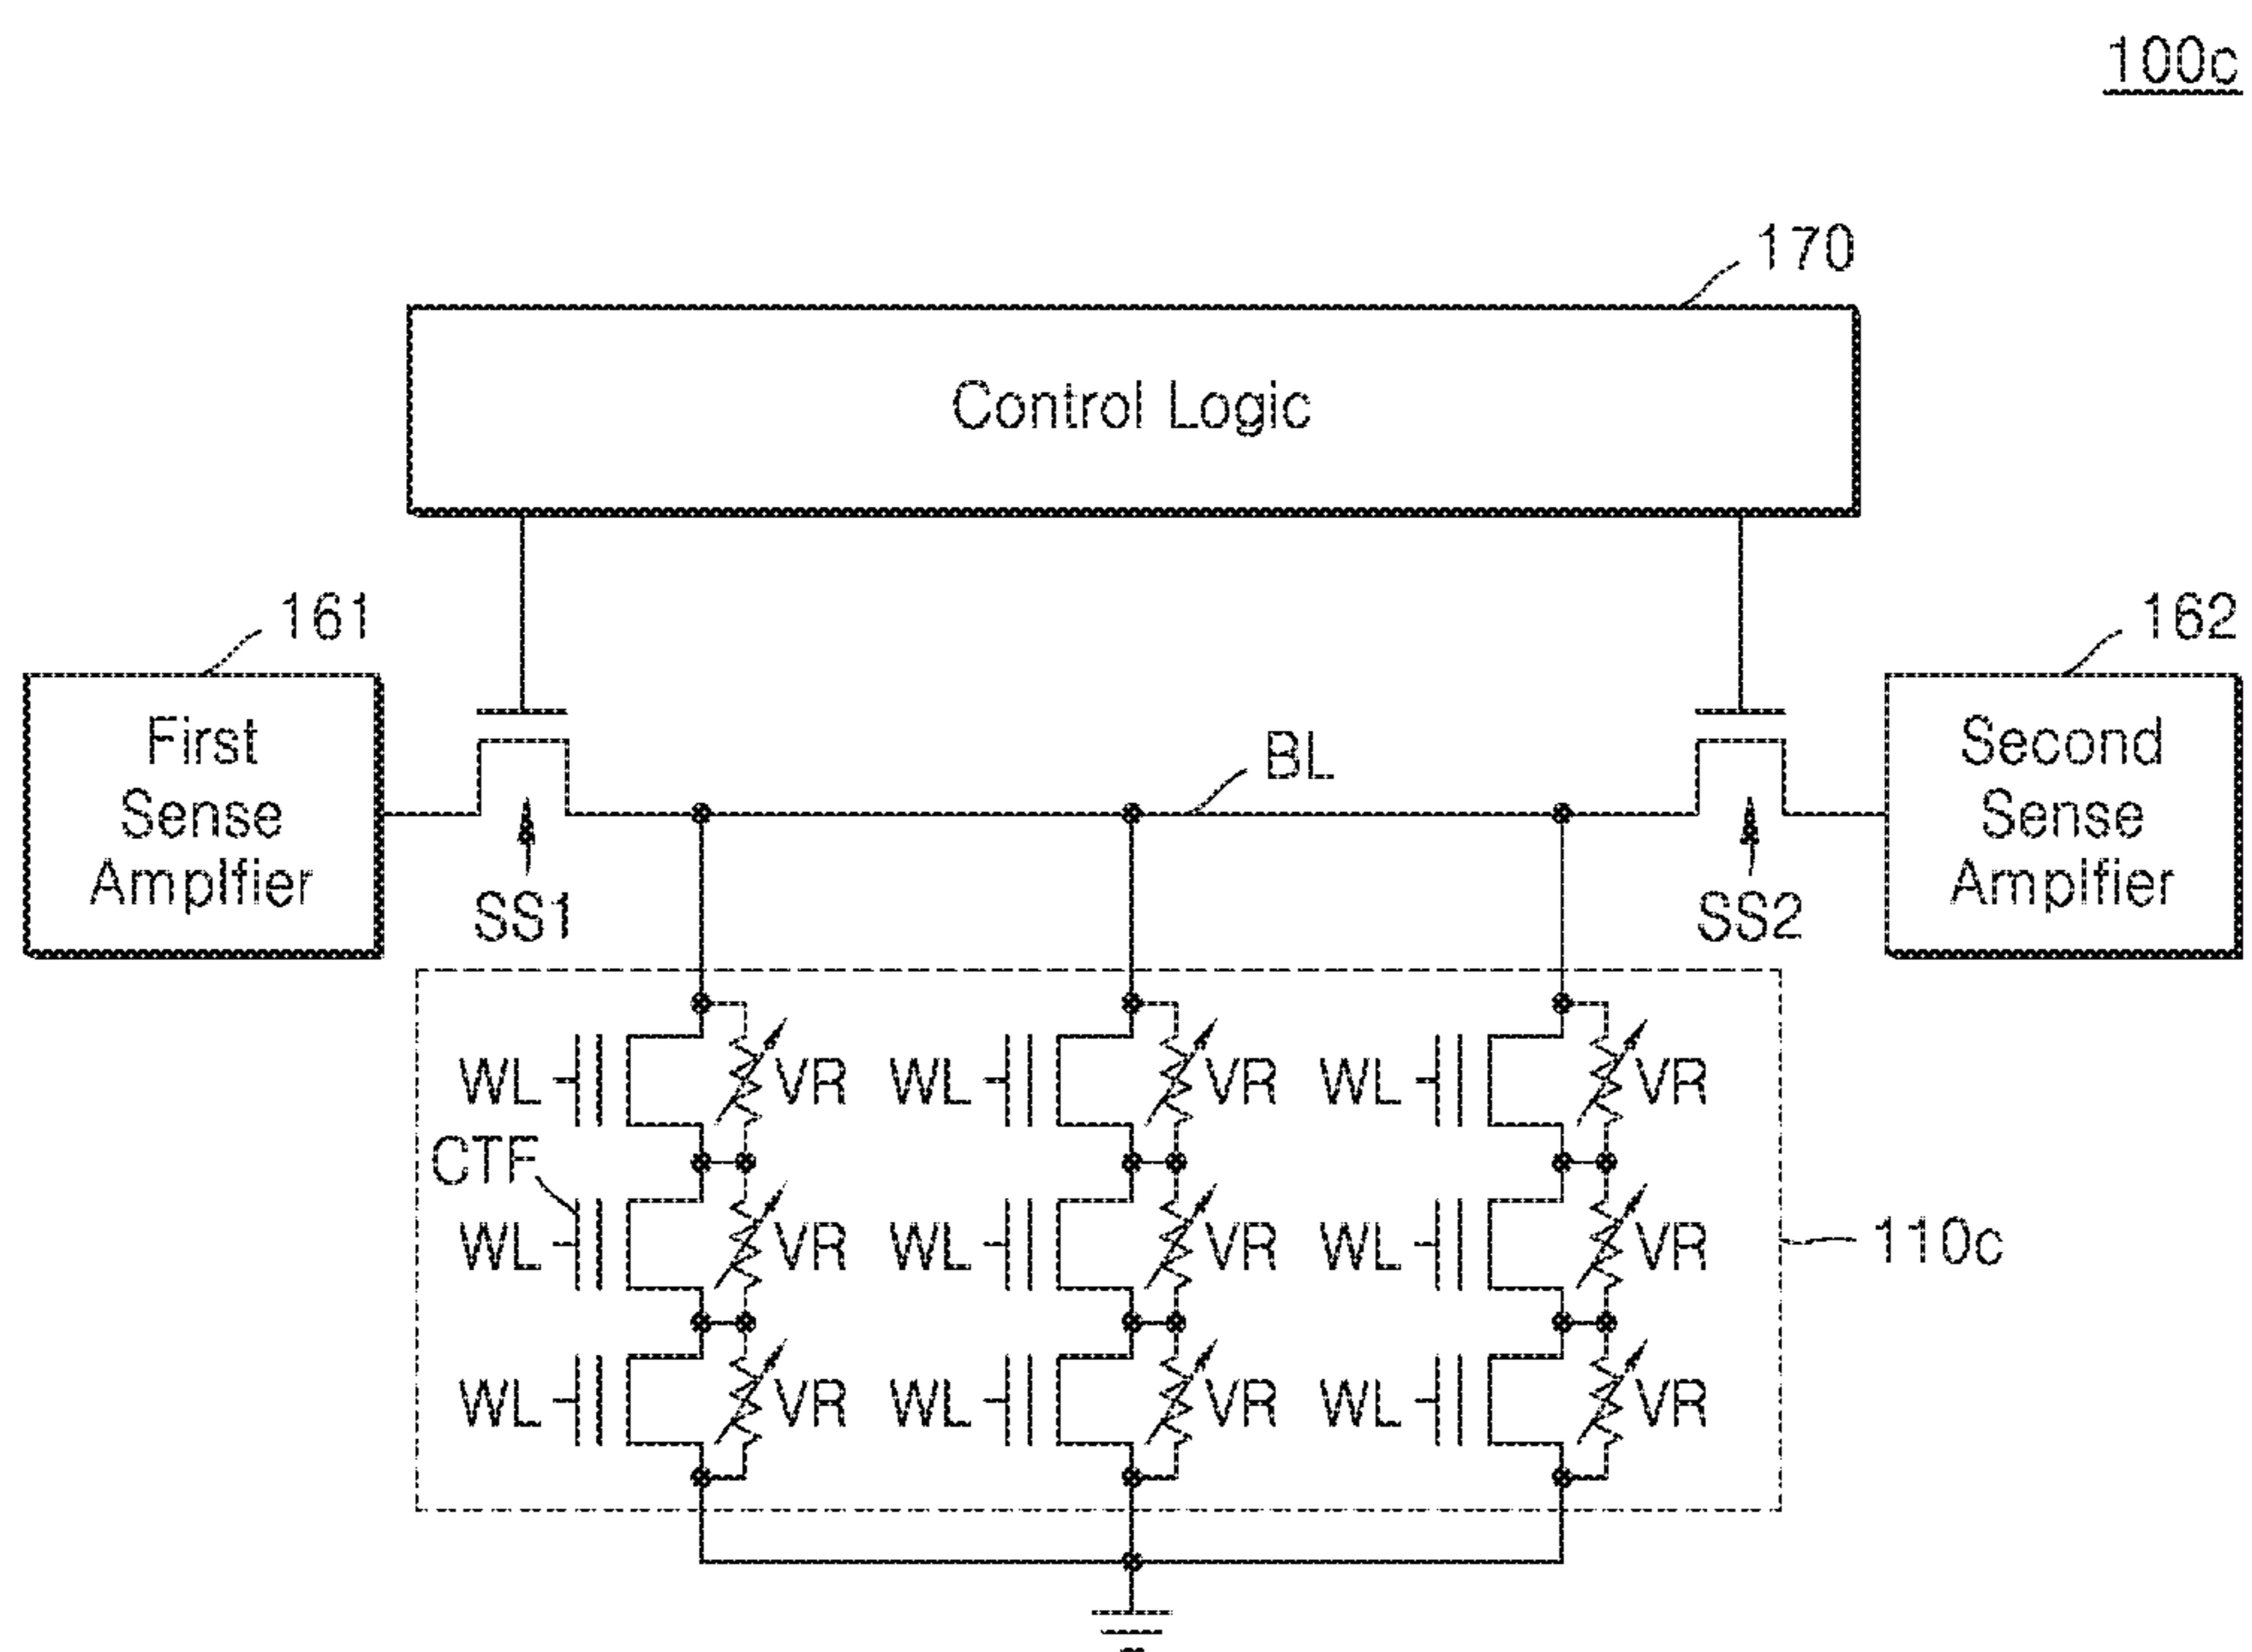 100c
170
Control Logic
161
162
First
Sense
Amplfier
BL
Second
Sense
Amplfier
SS1
SS2
WL VR WL VR WL VR
CTF
WL VR WL VR WL VR
110c
WL VR WL VR WL VR